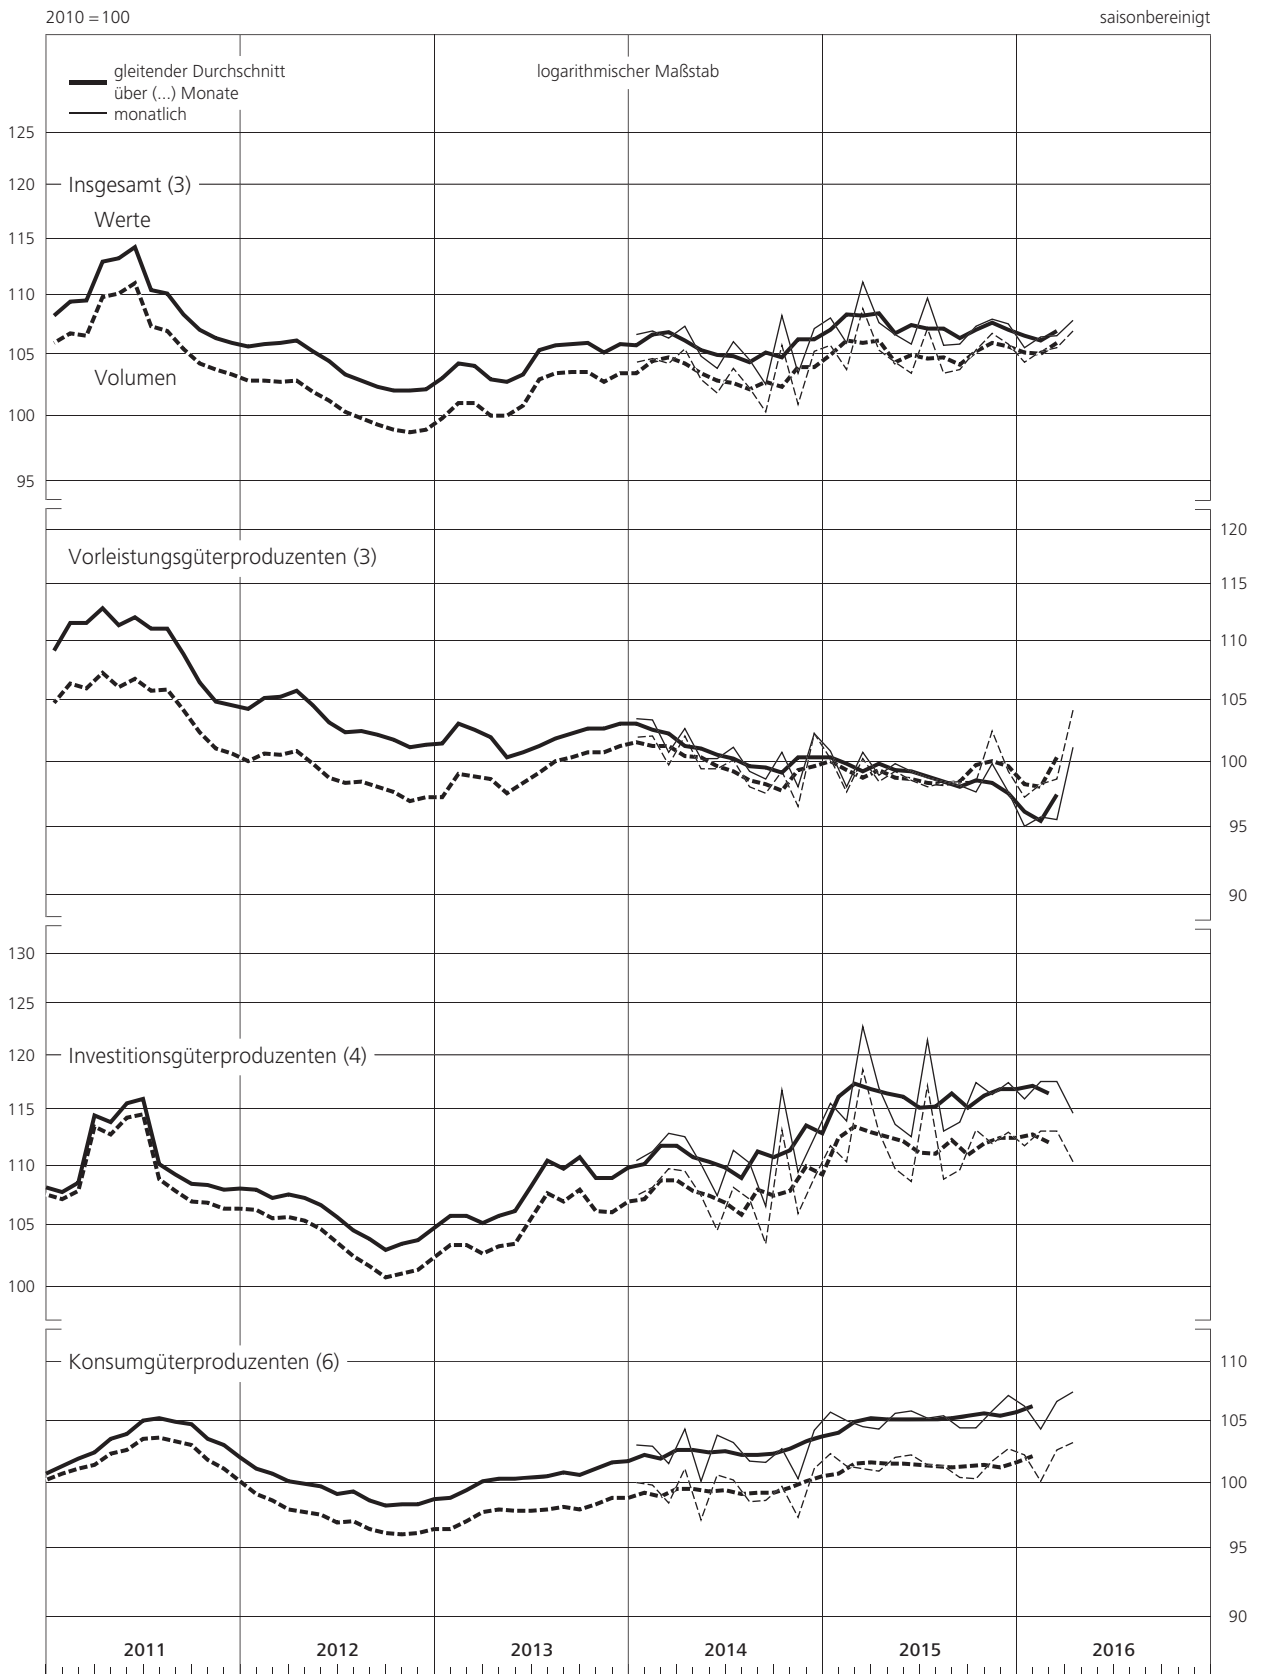 2010 = 100
saisonbereinigt
gleitender Durchschnitt
über (...) Monate
monatlich
logarithmischer Maßstab
125
120
Insgesamt (3)
Werte
115
110
105
Volumen
100
95
120
Vorleistungsgüterproduzenten (3)
115
110
105
100
95
90
130
125
120
Investitionsgüterproduzenten (4)
115
110
105
100
Konsumgüterproduzenten (6)
110
105
100
95
90
2011 2012 2013 2014 2015 2016